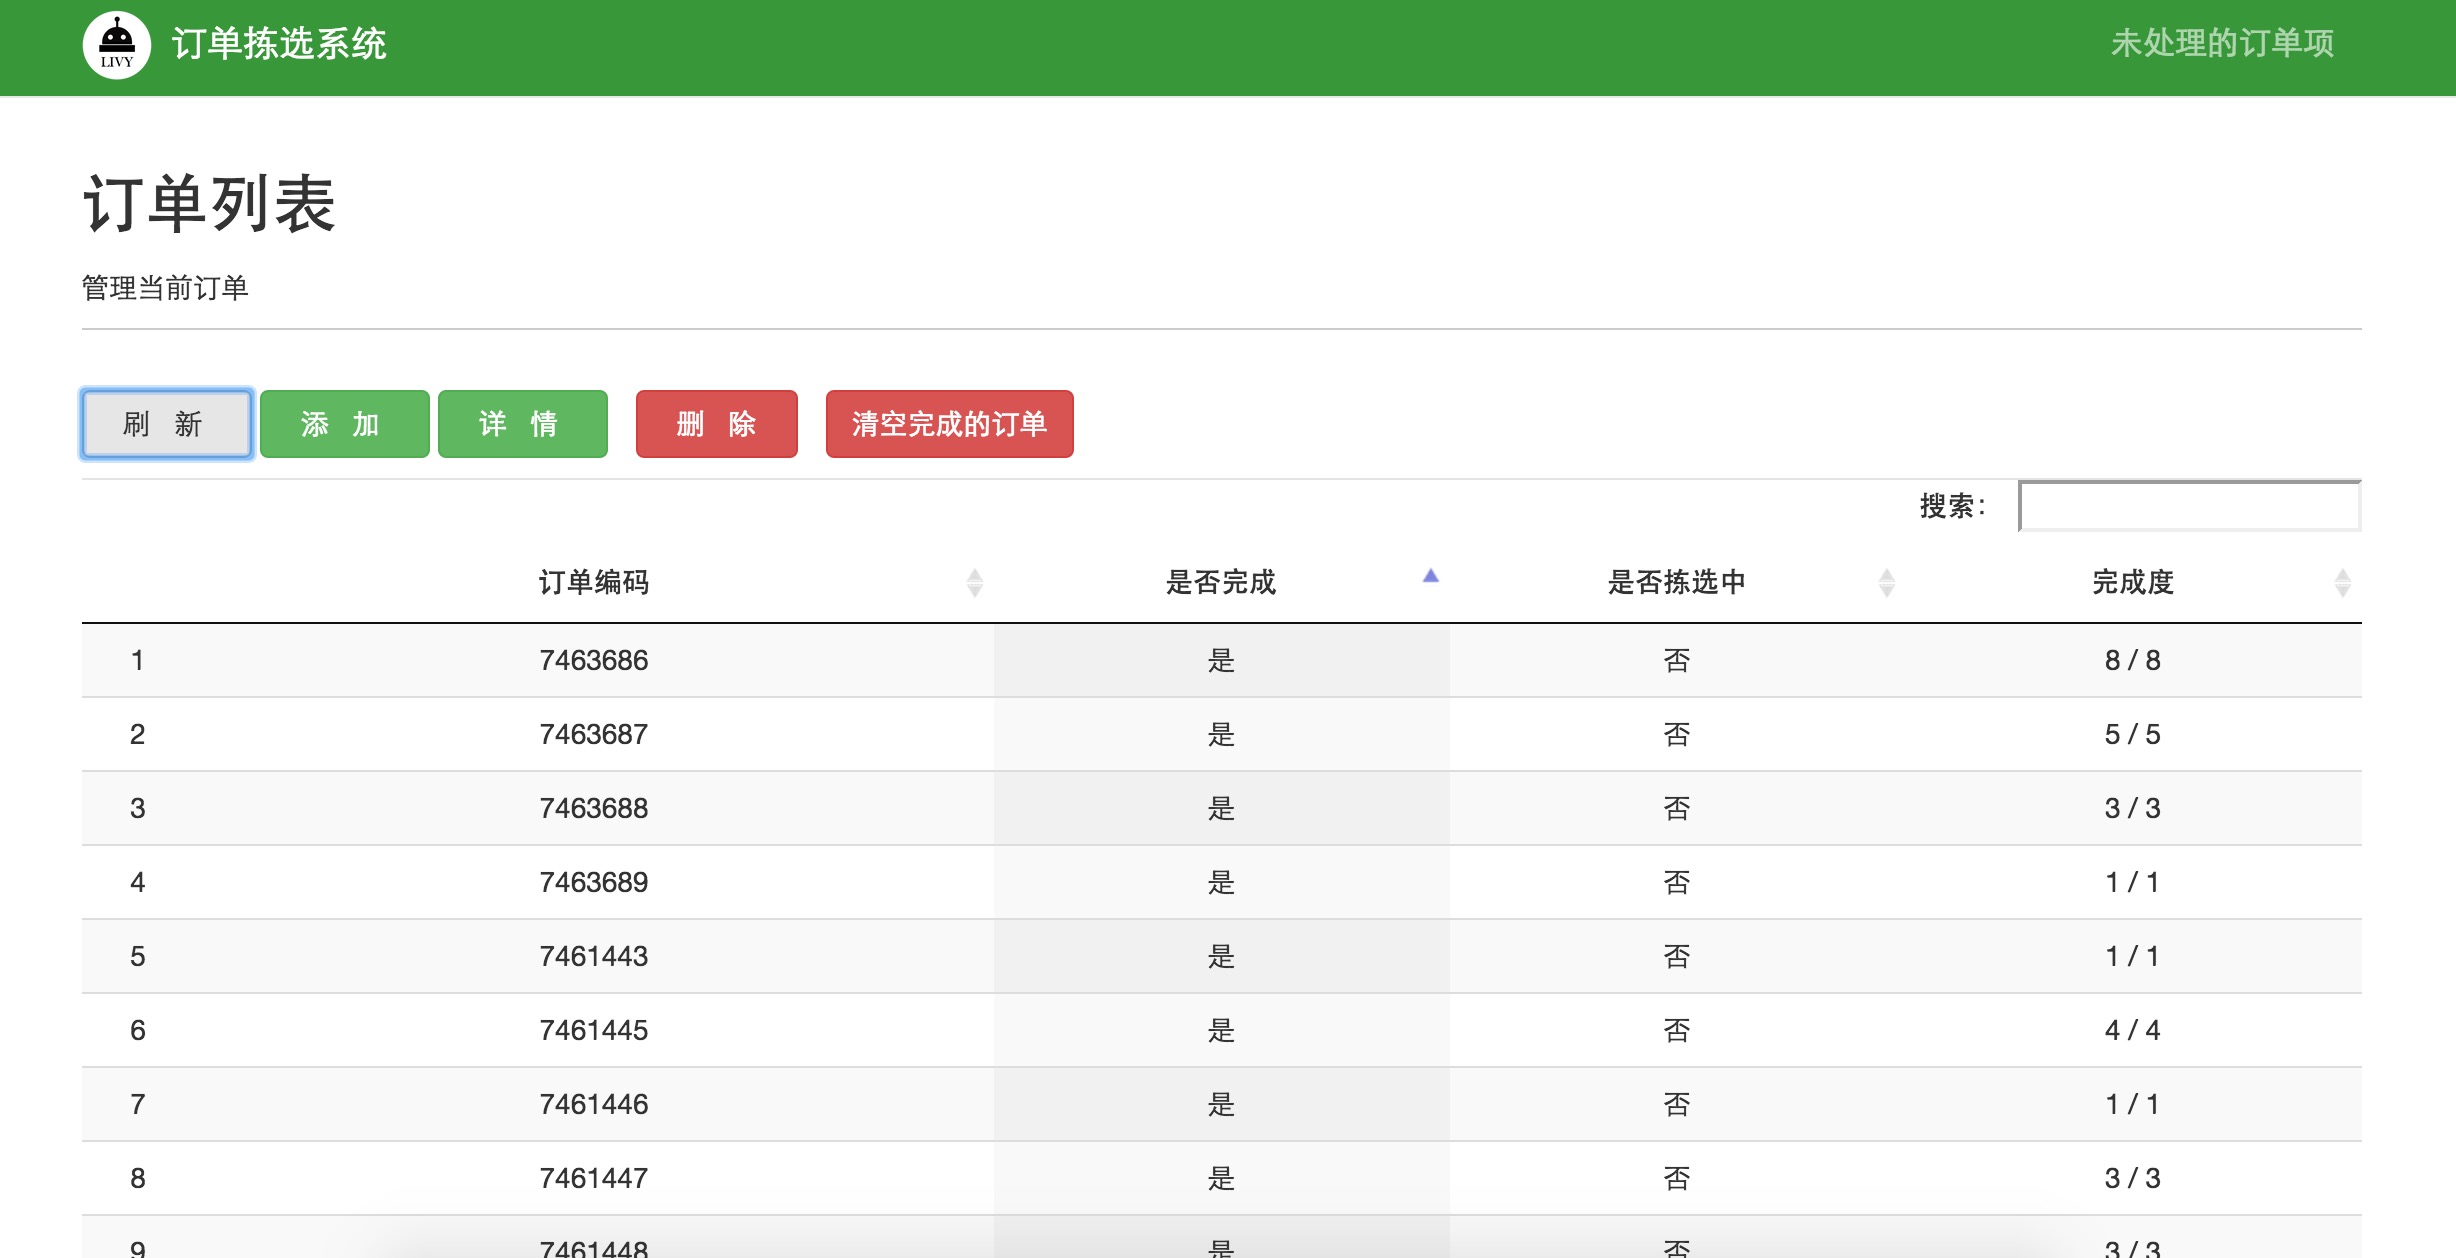 LIVY
订单拣选系统 未处理的订单项
订单列表
管理当前订单
刷 新 添 加 详 情 删 除 清空完成的订单
搜索:
订单编码 是否完成 是否拣选中 完成度
1 7463686 是 否 8 / 8
2 7463687 是 否 5 / 5
3 7463688 是 否 3 / 3
4 7463689 是 否 1 / 1
5 7461443 是 否 1 / 1
6 7461445 是 否 4 / 4
7 7461446 是 否 1 / 1
8 7461447 是 否 3 / 3
9 7461448 是 否 3 / 3